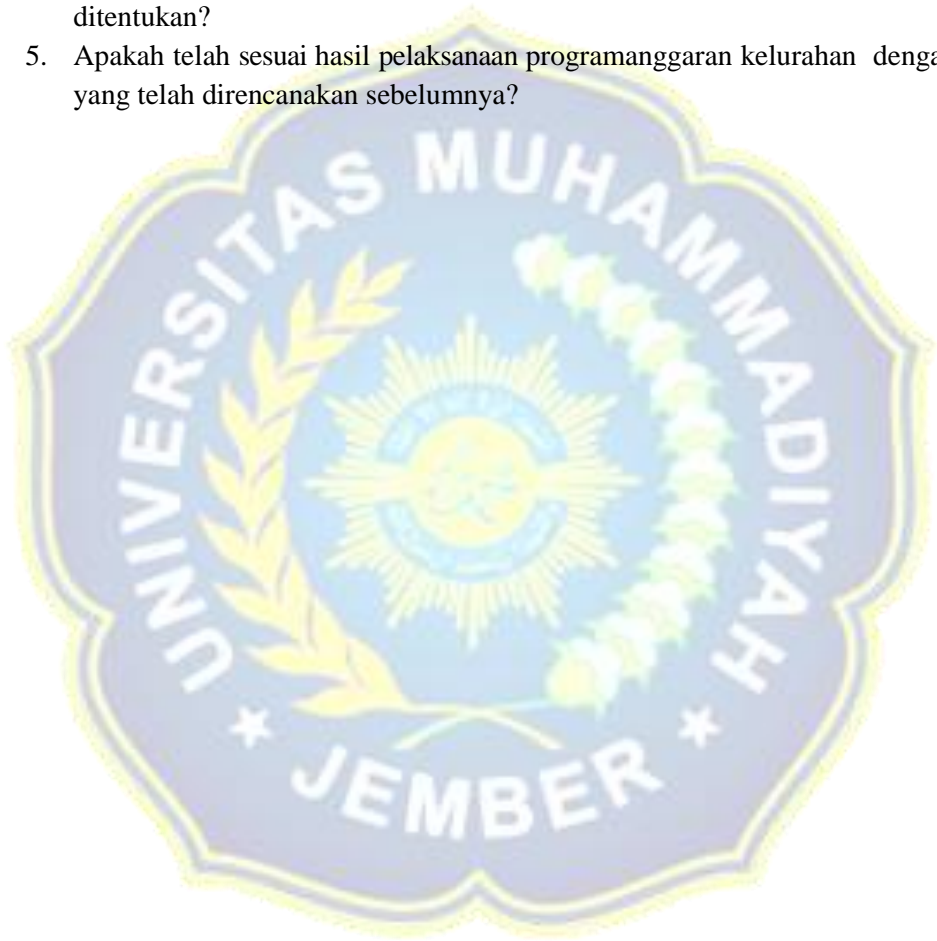 ditentukan?
5. Apakah telah sesuai hasil pelaksanaan programanggaran kelurahan denga
yang telah direncanakan sebelumnya?
UNIVERSITAS MUHAMMADIYAH
JEMBER